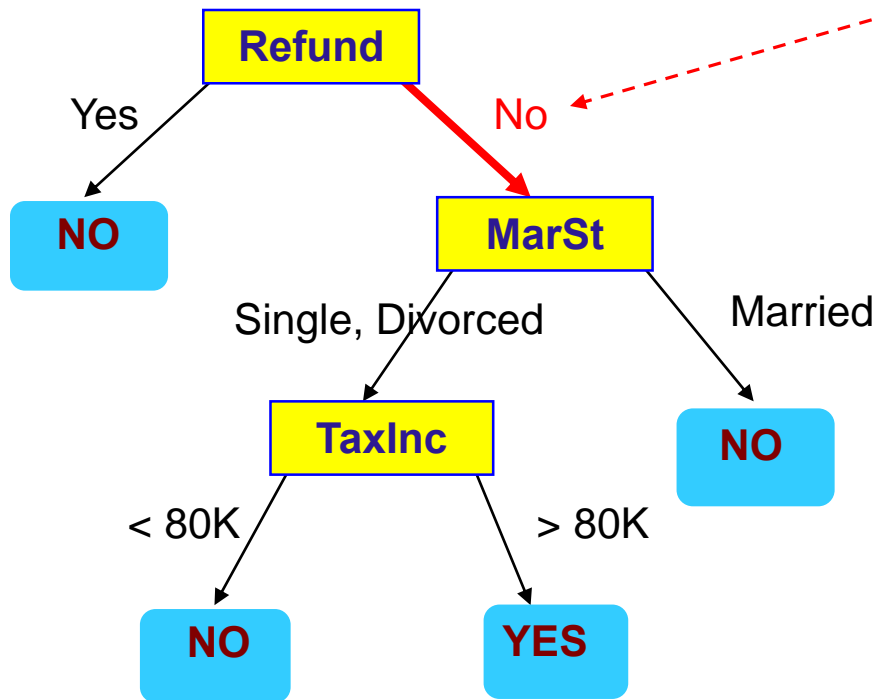 Refund
Yes
No
NO
MarSt
Single, Divorced
Married
TaxInc
NO
< 80K
> 80K
NO
YES